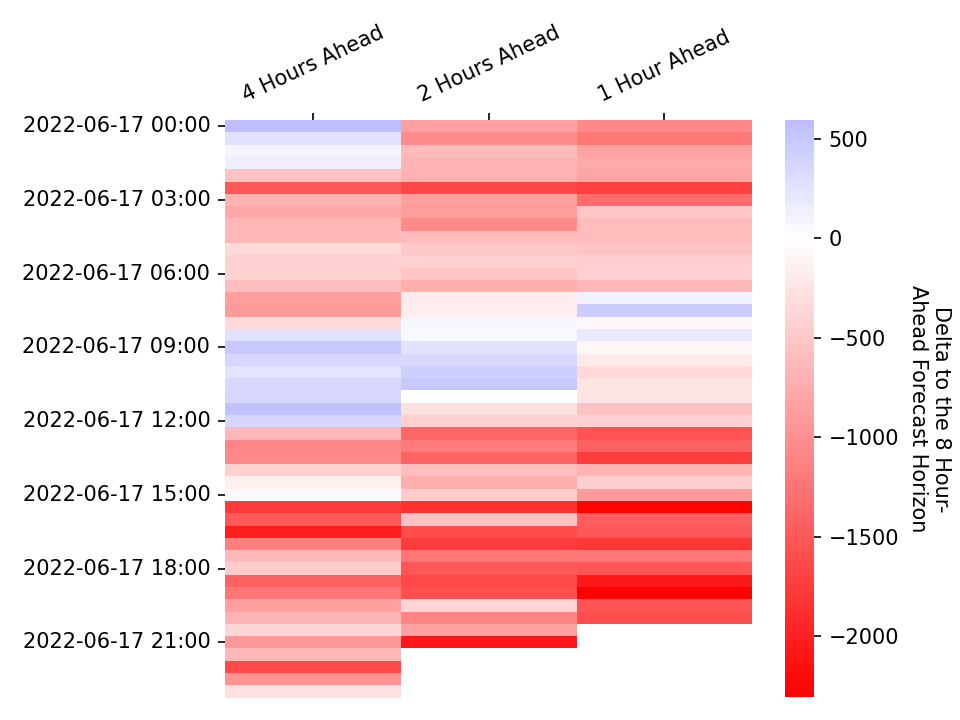 4 Hours Ahead
2 Hours Ahead
1 Hour Ahead
2022-06-17 00:00
2022-06-17 03:00
2022-06-17 06:00
2022-06-17 09:00
2022-06-17 12:00
2022-06-17 15:00
2022-06-17 18:00
2022-06-17 21:00
500
0
−500
−1000
−1500
−2000
Delta to the 8 Hour-
Ahead Forecast Horizon